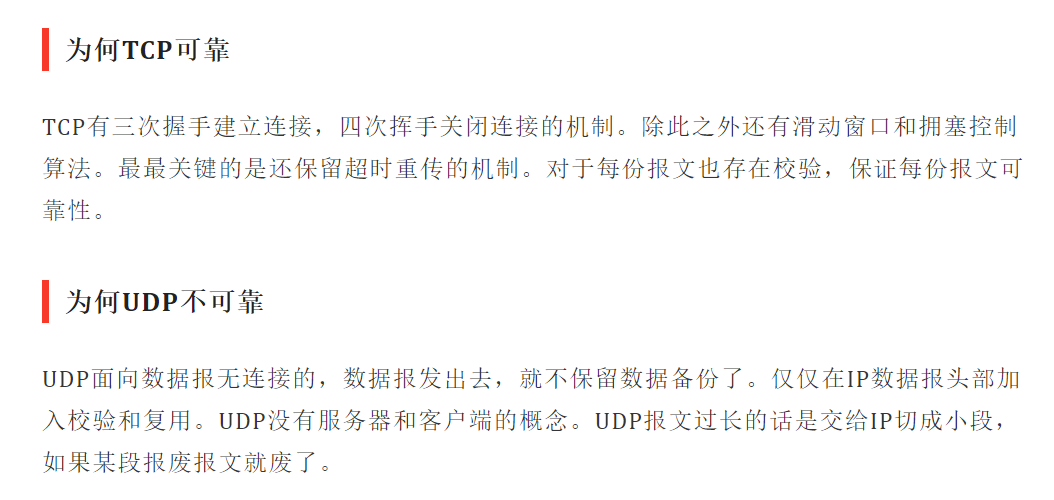 为何TCP可靠
TCP有三次握手建立连接，四次挥手关闭连接的机制。除此之外还有滑动窗口和拥塞控制
算法。最最关键的是还保留超时重传的机制。对于每份报文也存在校验，保证每份报文可
靠性。
为何UDP不可靠
UDP面向数据报无连接的，数据报发出去，就不保留数据备份了。仅仅在IP数据报头部加
入校验和复用。UDP没有服务器和客户端的概念。UDP报文过长的话是交给IP切成小段，
如果某段报废报文就废了。